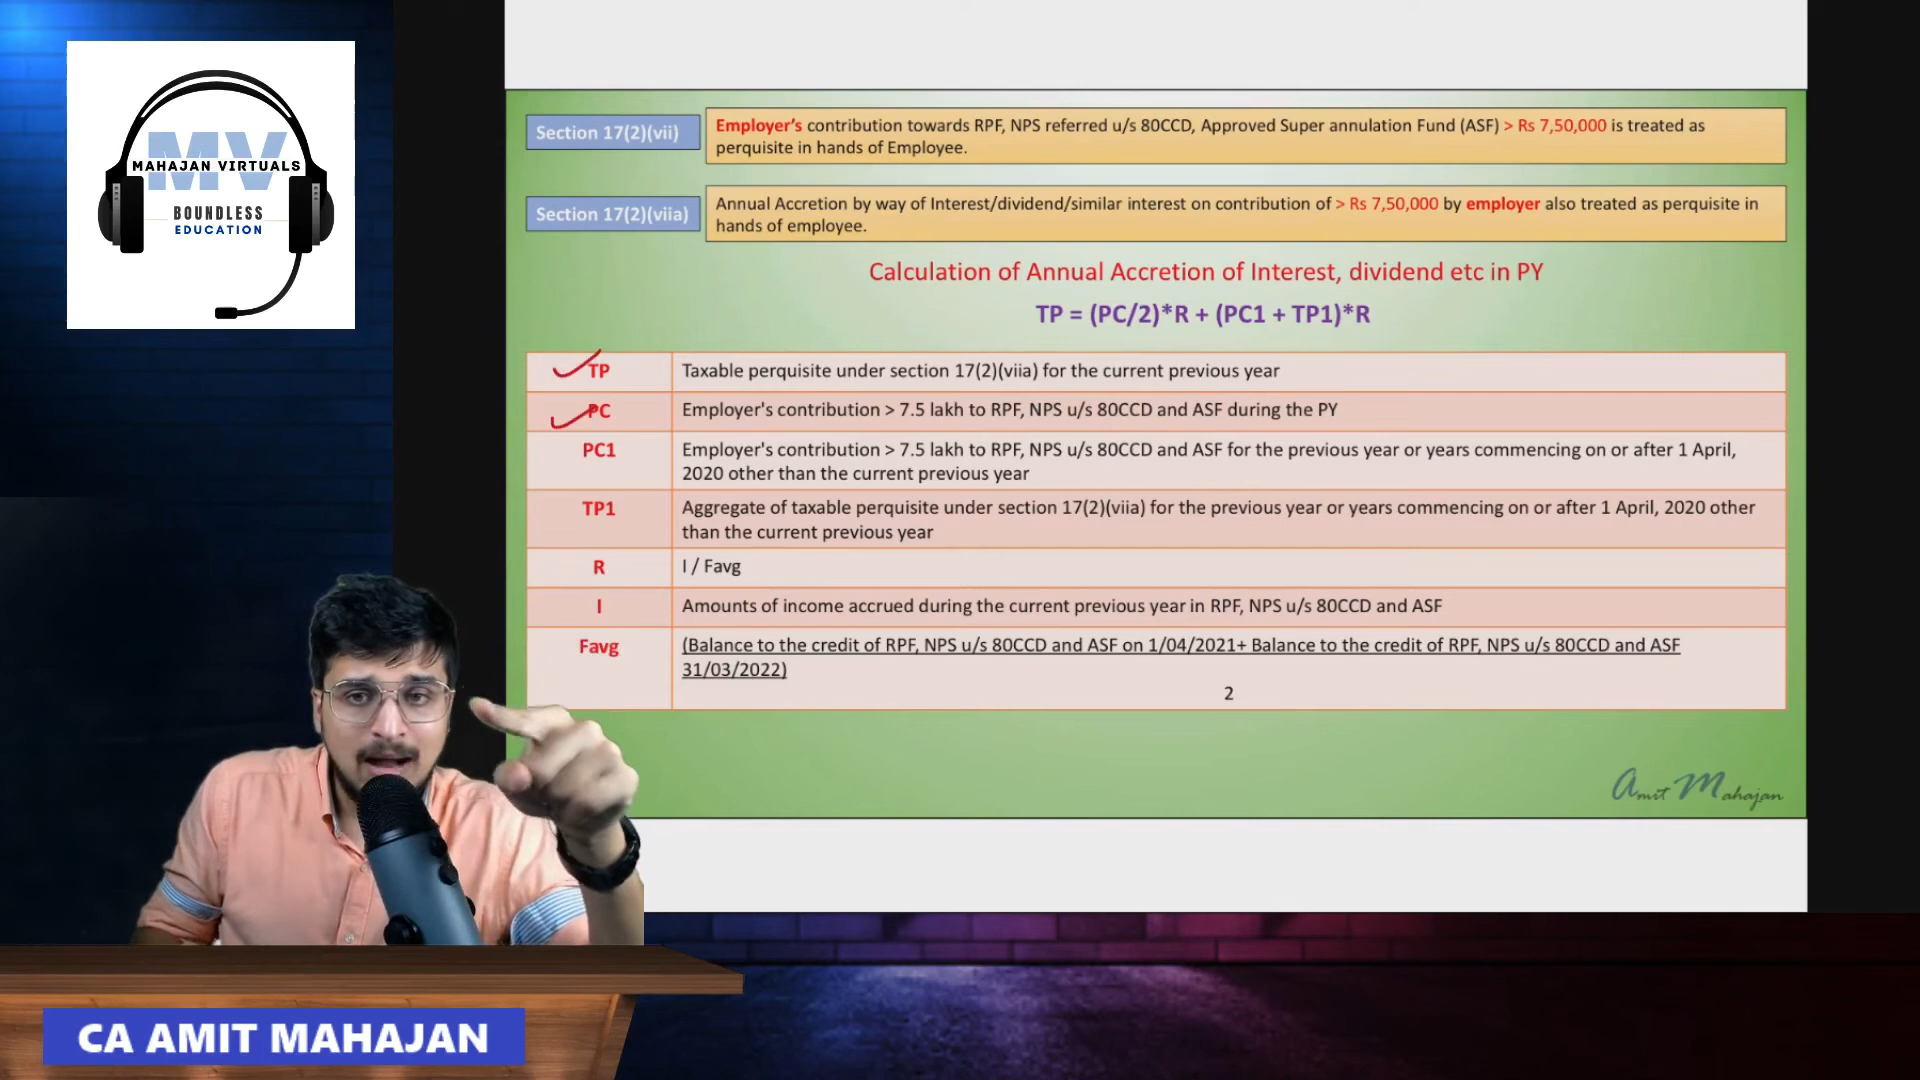 MV
MAHAJAN VIRTUALS
BOUNDLESS
EDUCATION
Section 17(2)(vii)
Employer's contribution towards RPF, NPS referred u/s 80CCD, Approved Super annulation Fund (ASF) > Rs 7,50,000 is treated as
perquisite in hands of Employee.
Section 17(2)(viia)
Annual Accretion by way of Interest/dividend/similar interest on contribution of > Rs 7,50,000 by employer also treated as perquisite in
hands of employee.
Calculation of Annual Accretion of Interest, dividend etc in PY
TP = (PC/2)*R + (PC1 + TP1)*R
TP Taxable perquisite under section 17(2)(viia) for the current previous year
PC Employer's contribution > 7.5 lakh to RPF, NPS u/s 80CCD and ASF during the PY
PC1 Employer's contribution > 7.5 lakh to RPF, NPS u/s 80CCD and ASF for the previous year or years commencing on or after 1 April,
2020 other than the current previous year
TP1 Aggregate of taxable perquisite under section 17(2)(viia) for the previous year or years commencing on or after 1 April, 2020 other
than the current previous year
R I / Favg
I Amounts of income accrued during the current previous year in RPF, NPS u/s 80CCD and ASF
Favg (Balance to the credit of RPF, NPS u/s 80CCD and ASF on 1/04/2021+ Balance to the credit of RPF, NPS u/s 80CCD and ASF
31/03/2022)
2
Amit Mahajan
CA AMIT MAHAJAN